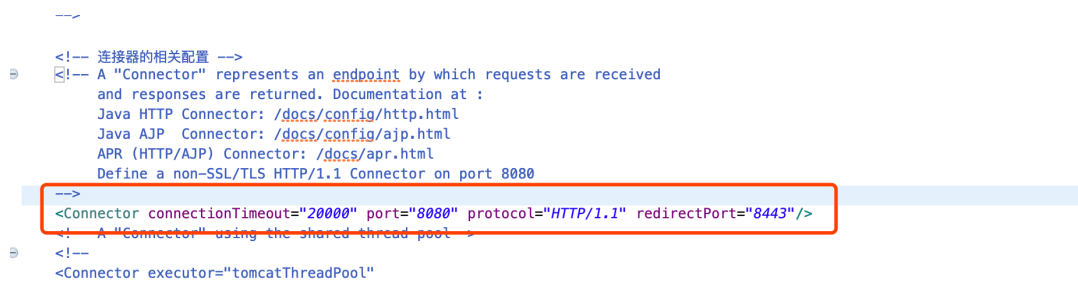 -->
<!-- 连接器的相关配置 -->
<!-- A "Connector" represents an endpoint by which requests are received
and responses are returned. Documentation at :
Java HTTP Connector: /docs/config/http.html
Java AJP  Connector: /docs/config/ajp.html
APR (HTTP/AJP) Connector: /docs/apr.html
Define a non-SSL/TLS HTTP/1.1 Connector on port 8080
-->
<Connector connectionTimeout="20000" port="8080" protocol="HTTP/1.1" redirectPort="8443"/>
<!-- A "Connector" using the shared thread pool-->
<!--
<Connector executor="tomcatThreadPool"